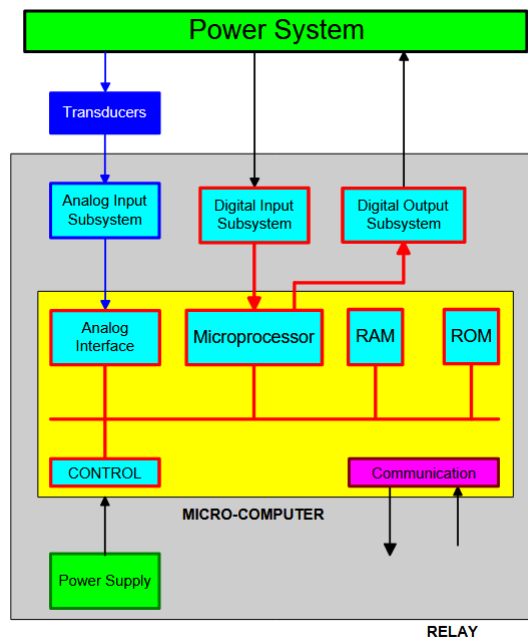 Power System
Transducers
Analog Input
Subsystem
Digital Input
Subsystem
Digital Output
Subsystem
Analog
Interface
Microprocessor
RAM
ROM
CONTROL
Communication
MICRO-COMPUTER
Power Supply
RELAY